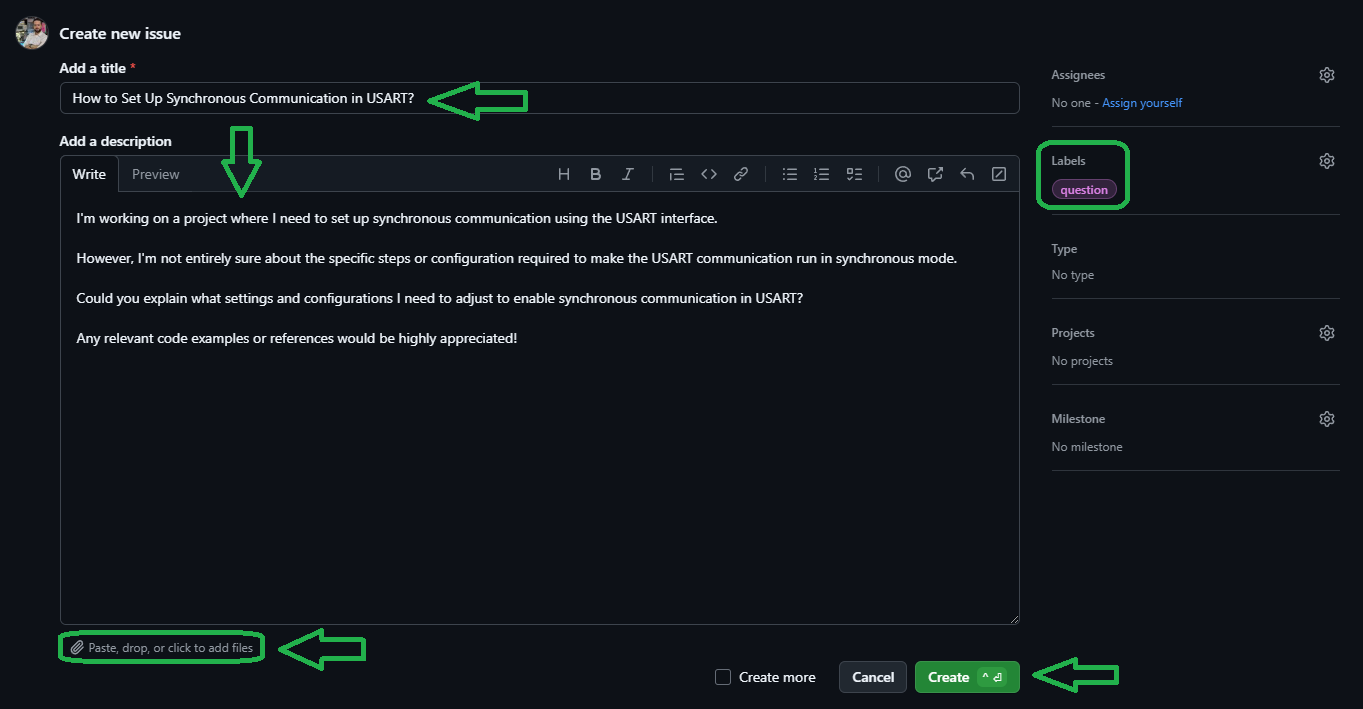 Create new issue
Add a title *
How to Set Up Synchronous Communication in USART?
Add a description
Write Preview
I'm working on a project where I need to set up synchronous communication using the USART interface.
However, I'm not entirely sure about the specific steps or configuration required to make the USART communication run in synchronous mode.
Could you explain what settings and configurations I need to adjust to enable synchronous communication in USART?
Any relevant code examples or references would be highly appreciated!
Paste, drop, or click to add files
Create more Cancel Create
Assignees
No one - Assign yourself
Labels
question
Type
No type
Projects
No projects
Milestone
No milestone